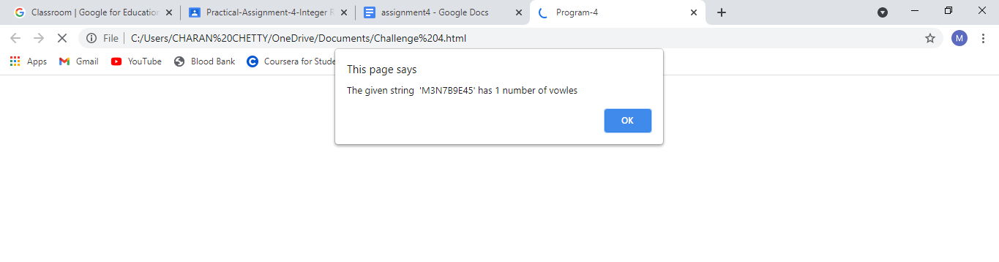 Classroom | Google for Education
Practical-Assignment-4-Integer R
assignment4 - Google Docs
Program-4
File
C:/Users/CHARAN%20CHETTY/OneDrive/Documents/Challenge%204.html
M
Apps
Gmail
YouTube
Blood Bank
Coursera for Stude
This page says
The given string 'M3N7B9E45' has 1 number of vowles
OK